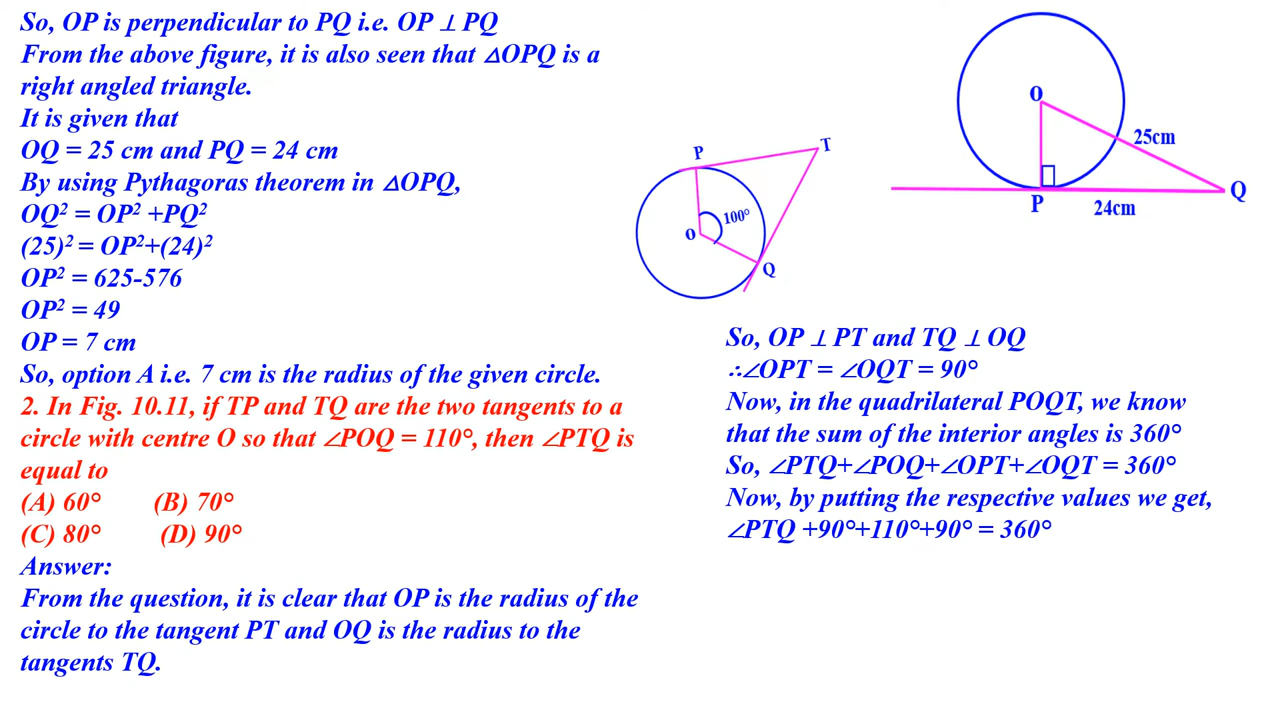 So, OP is perpendicular to PQ i.e. OP ⊥ PQ
From the above figure, it is also seen that △OPQ is a
right angled triangle.
It is given that
OQ = 25 cm and PQ = 24 cm
By using Pythagoras theorem in △OPQ,
OQ² = OP² +PQ²
(25)² = OP²+(24)²
OP² = 625-576
OP² = 49
OP = 7 cm
So, option A i.e. 7 cm is the radius of the given circle.
2. In Fig. 10.11, if TP and TQ are the two tangents to a
circle with centre O so that ∠POQ = 110°, then ∠PTQ is
equal to
(A) 60° (B) 70°
(C) 80° (D) 90°
Answer:
From the question, it is clear that OP is the radius of the
circle to the tangent PT and OQ is the radius to the
tangents TQ.
P
T
100°
O
Q
O
25cm
Q
P
24cm
So, OP ⊥ PT and TQ ⊥ OQ
∴∠OPT = ∠OQT = 90°
Now, in the quadrilateral POQT, we know
that the sum of the interior angles is 360°
So, ∠PTQ+∠POQ+∠OPT+∠OQT = 360°
Now, by putting the respective values we get,
∠PTQ +90°+110°+90° = 360°